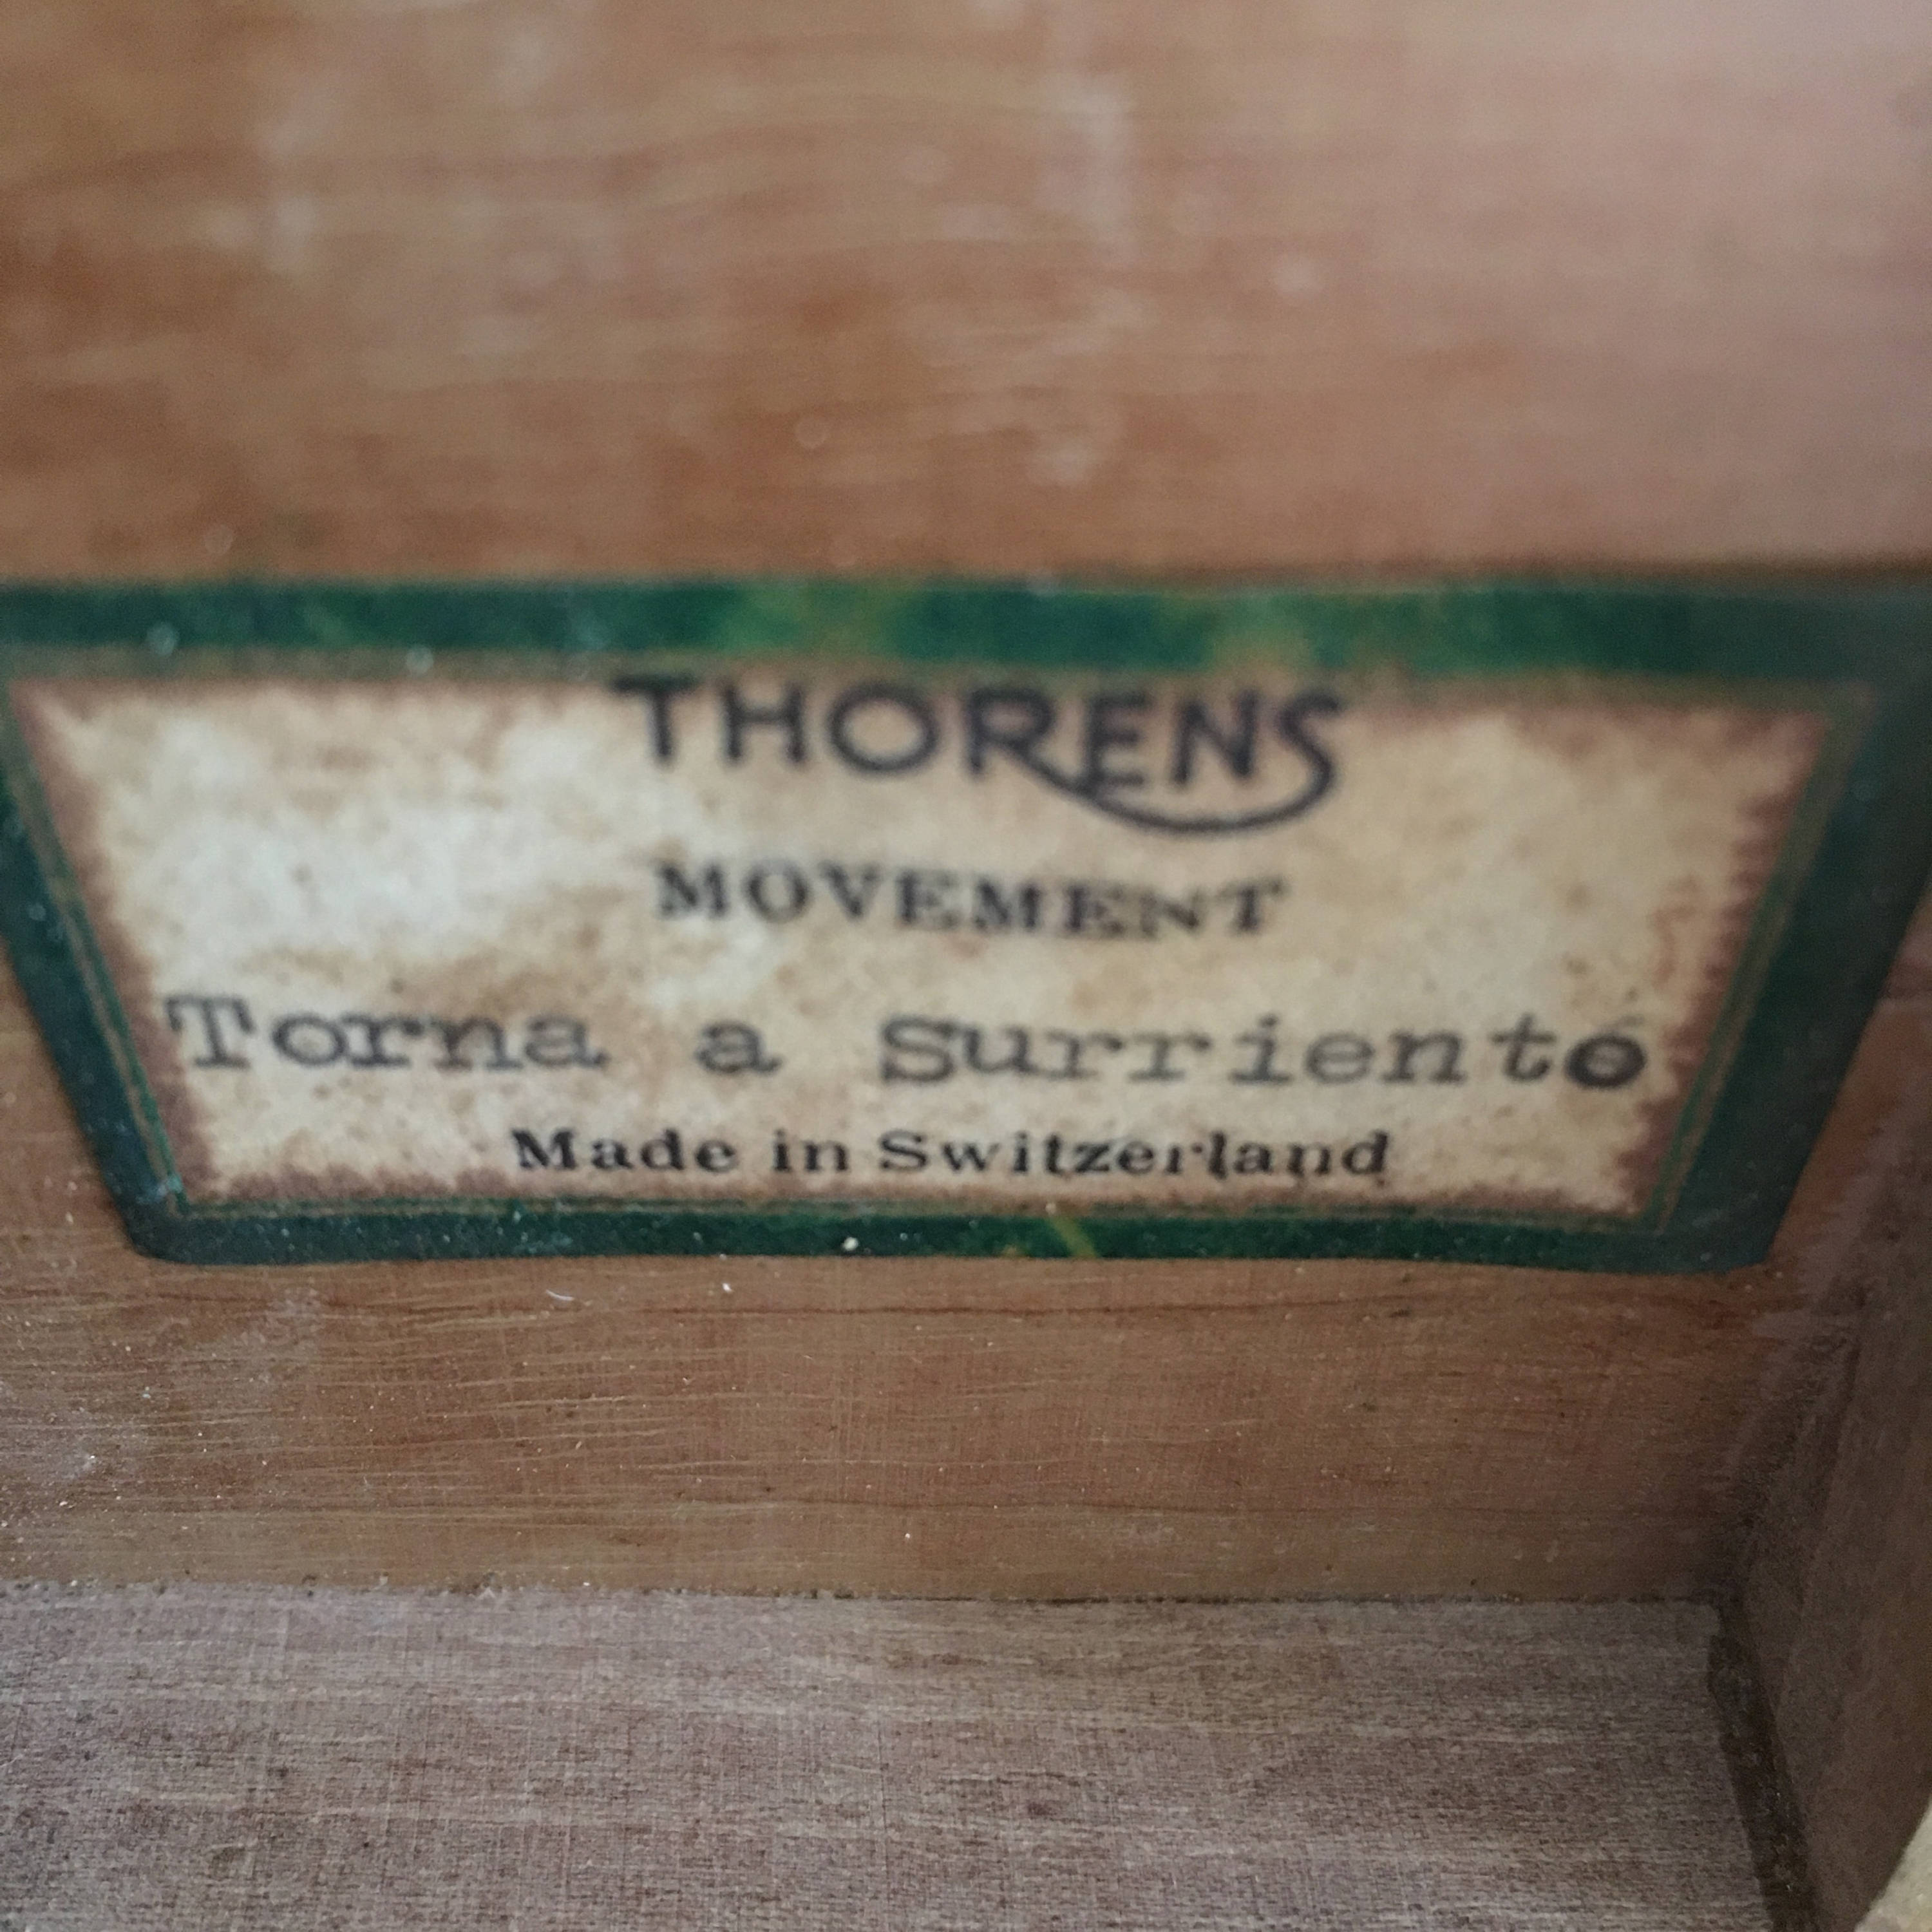 THORENS
MOVEMENT
Torna a Surriento
Made in Switzerland